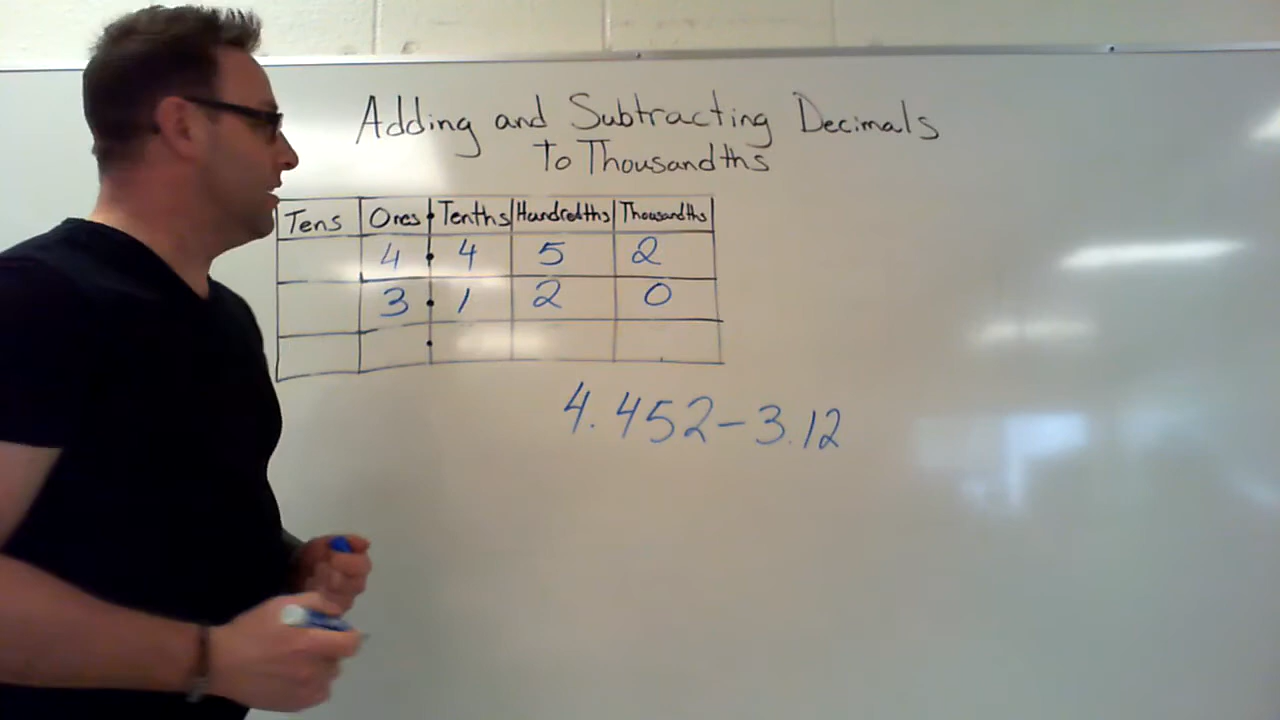 Adding and Subtracting Decimals
To Thousandths
Tens Ones . Tenths Hundredths Thousandths
4 . 4 5 2
3 . 1 2 0
.
4.452-3.12